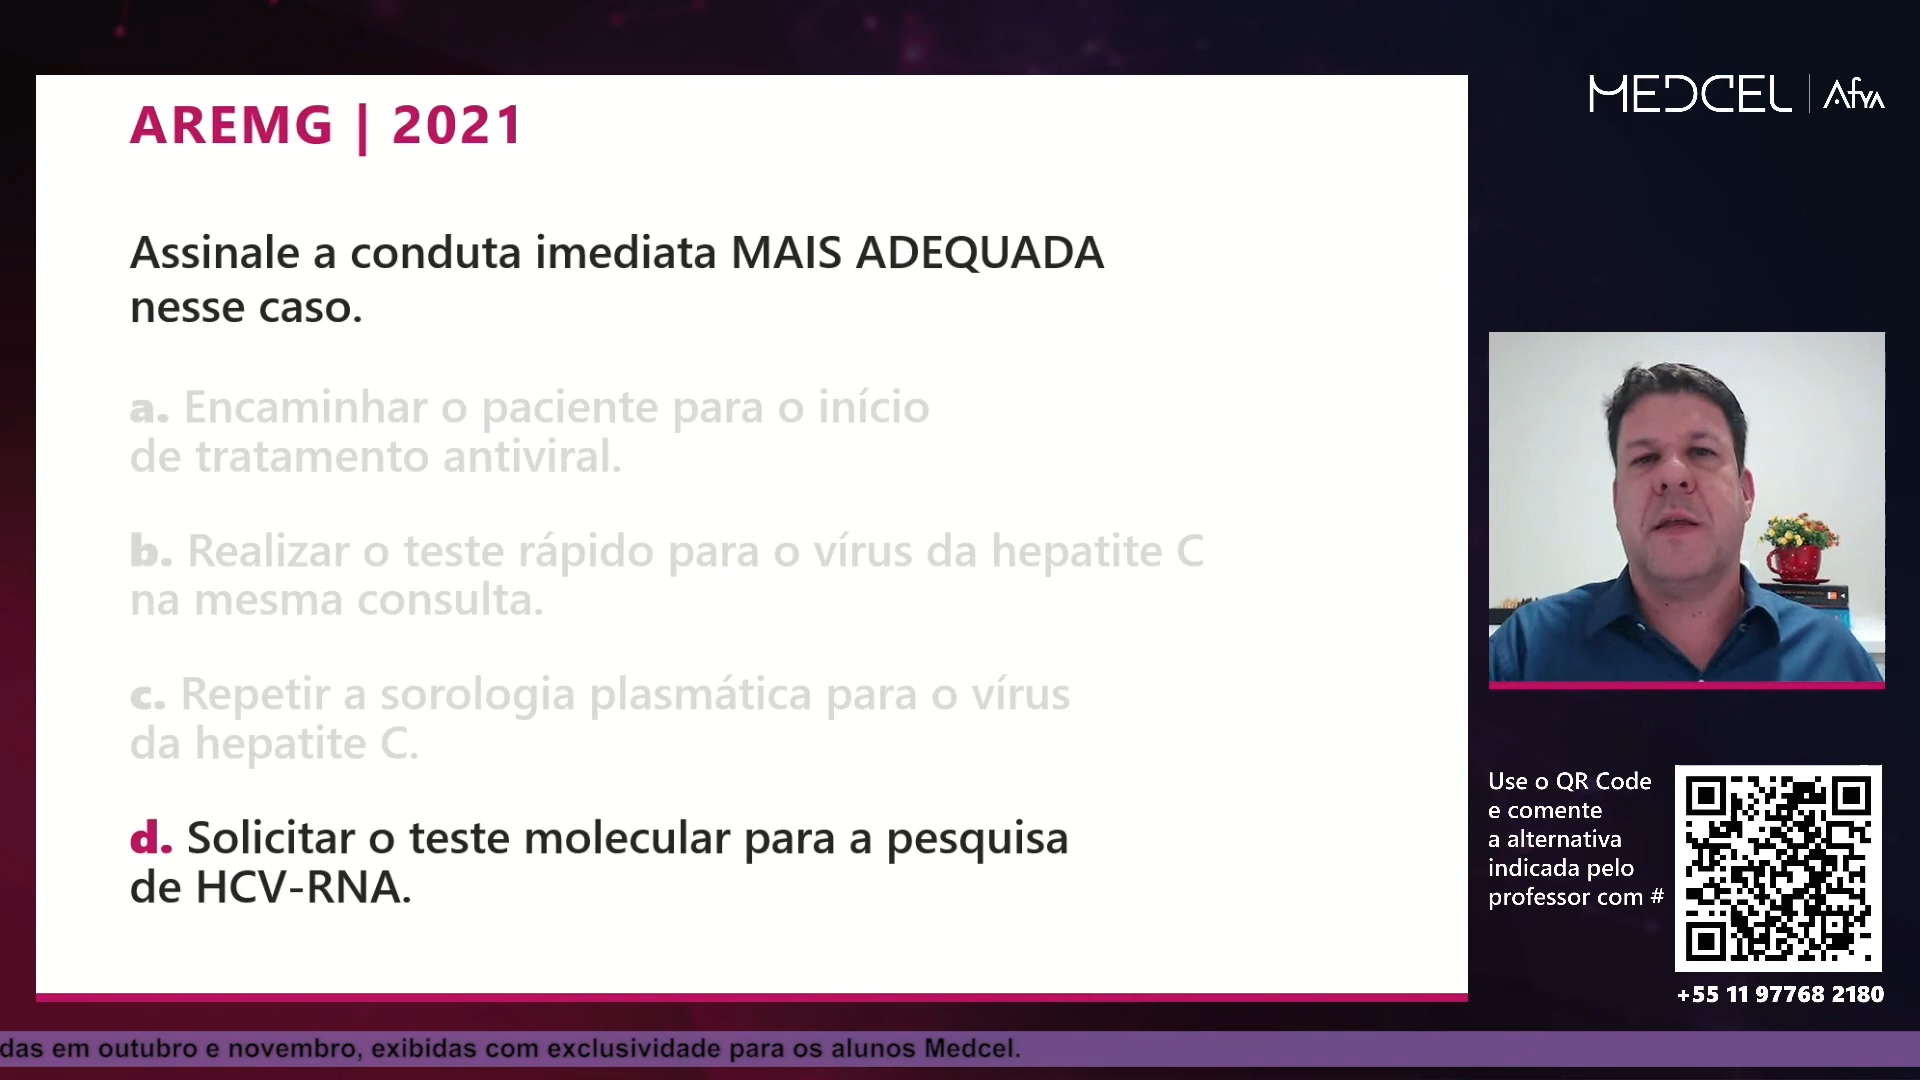 AREMG | 2021
Assinale a conduta imediata MAIS ADEQUADA
nesse caso.
a. Encaminhar o paciente para o início
de tratamento antiviral.
b. Realizar o teste rápido para o vírus da hepatite C
na mesma consulta.
c. Repetir a sorologia plasmática para o vírus
da hepatite C.
d. Solicitar o teste molecular para a pesquisa
de HCV-RNA.
MEDCEL | Afya
Use o QR Code
e comente
a alternativa
indicada pelo
professor com #
+55 11 97768 2180
das em outubro e novembro, exibidas com exclusividade para os alunos Medcel.